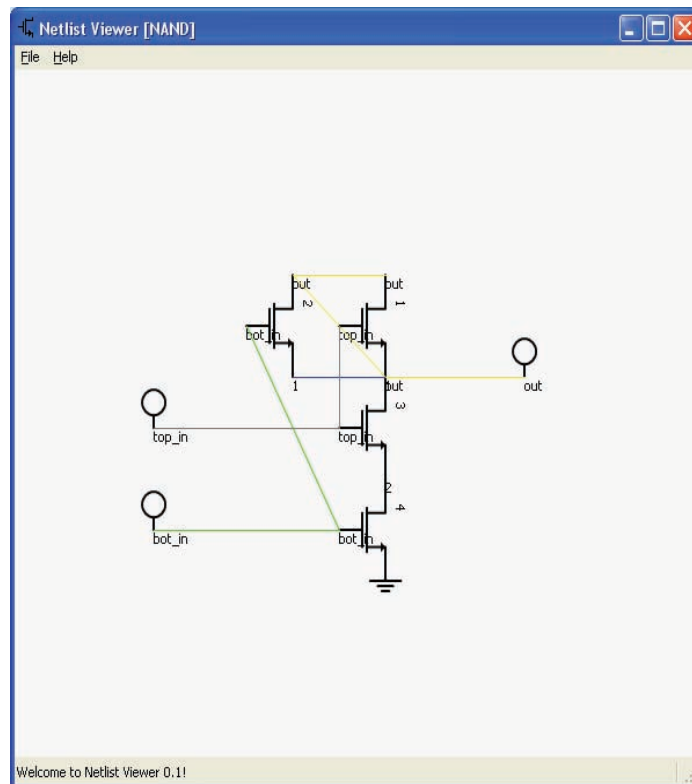 Netlist Viewer [NAND]
File Help
out out
2 1
bot_in top_in
1 out out
3
top_in top_in
2
4
bot_in bot_in
Welcome to Netlist Viewer 0.1!